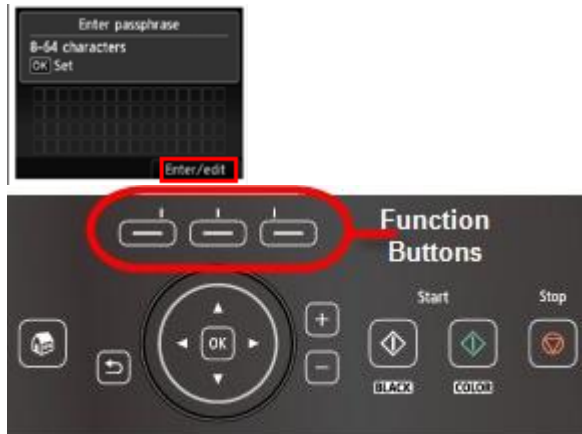 Enter passphrase
8-64 characters
OK Set
Enter/edit
Function
Buttons
Start
Stop
OK
+
−
BLACK
COLOR